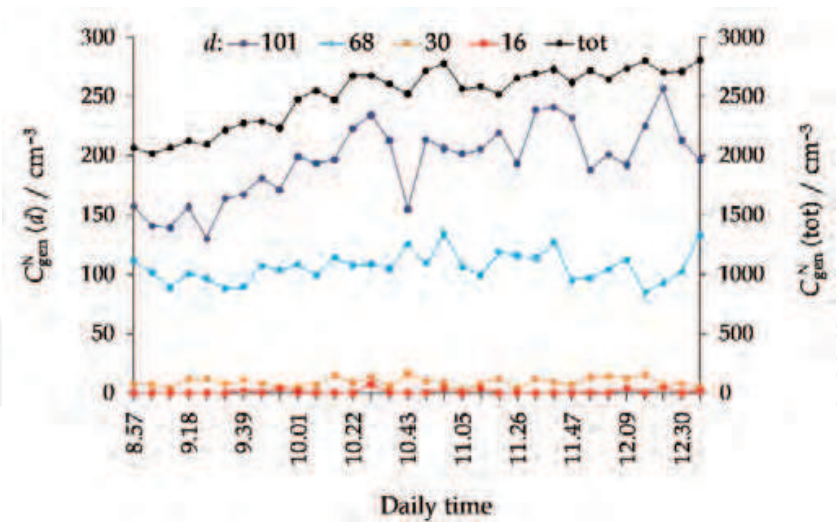 d: 101 68 30 16 tot
300
250
200
150
100
50
0
3000
2500
2000
1500
1000
500
0
C_gen^N (d) / cm^-3
C_gen^N (tot) / cm^-3
8.57 9.18 9.39 10.01 10.22 10.43 11.05 11.26 11.47 12.09 12.30
Daily time